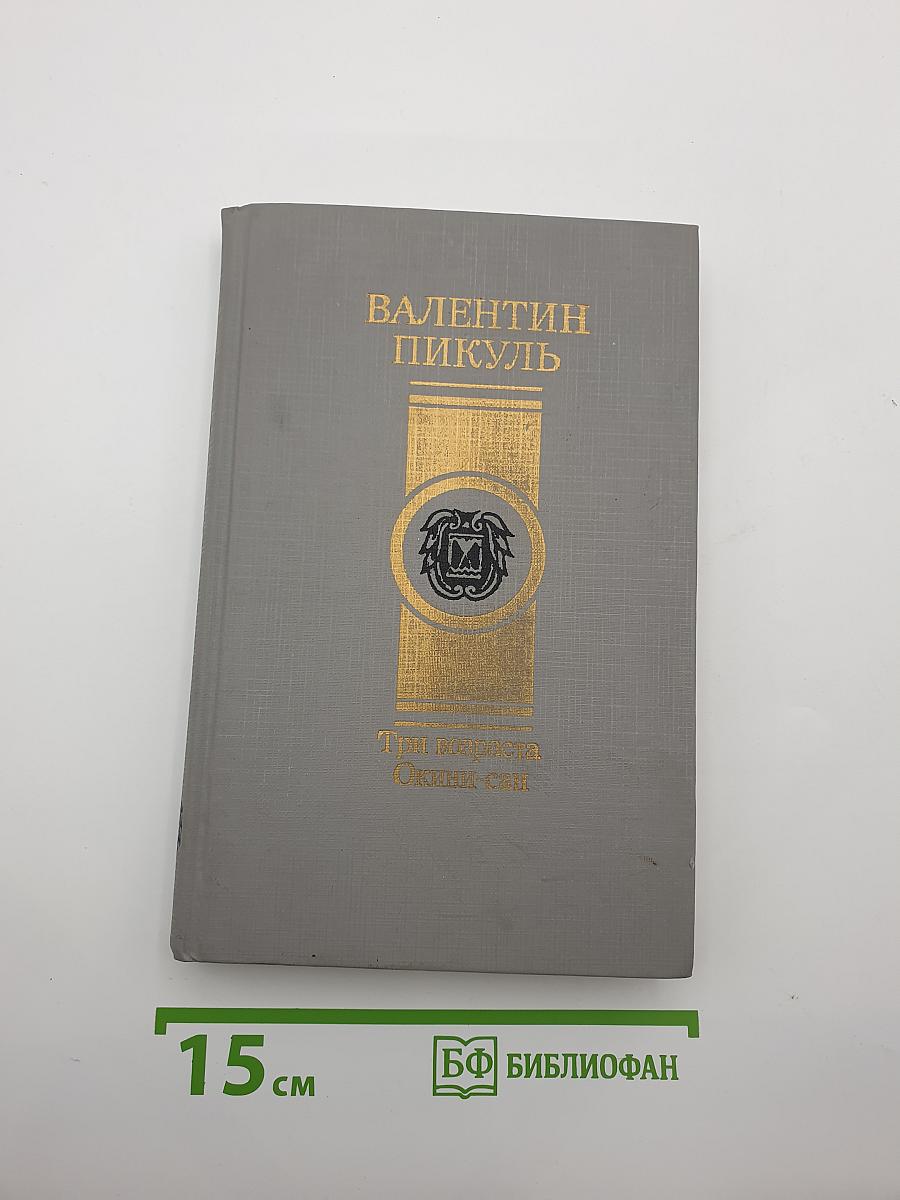 ВАЛЕНТИН
ПИКУЛЬ
Три возраста
Окини-сан
15 см
БФ БИБЛИОФАН